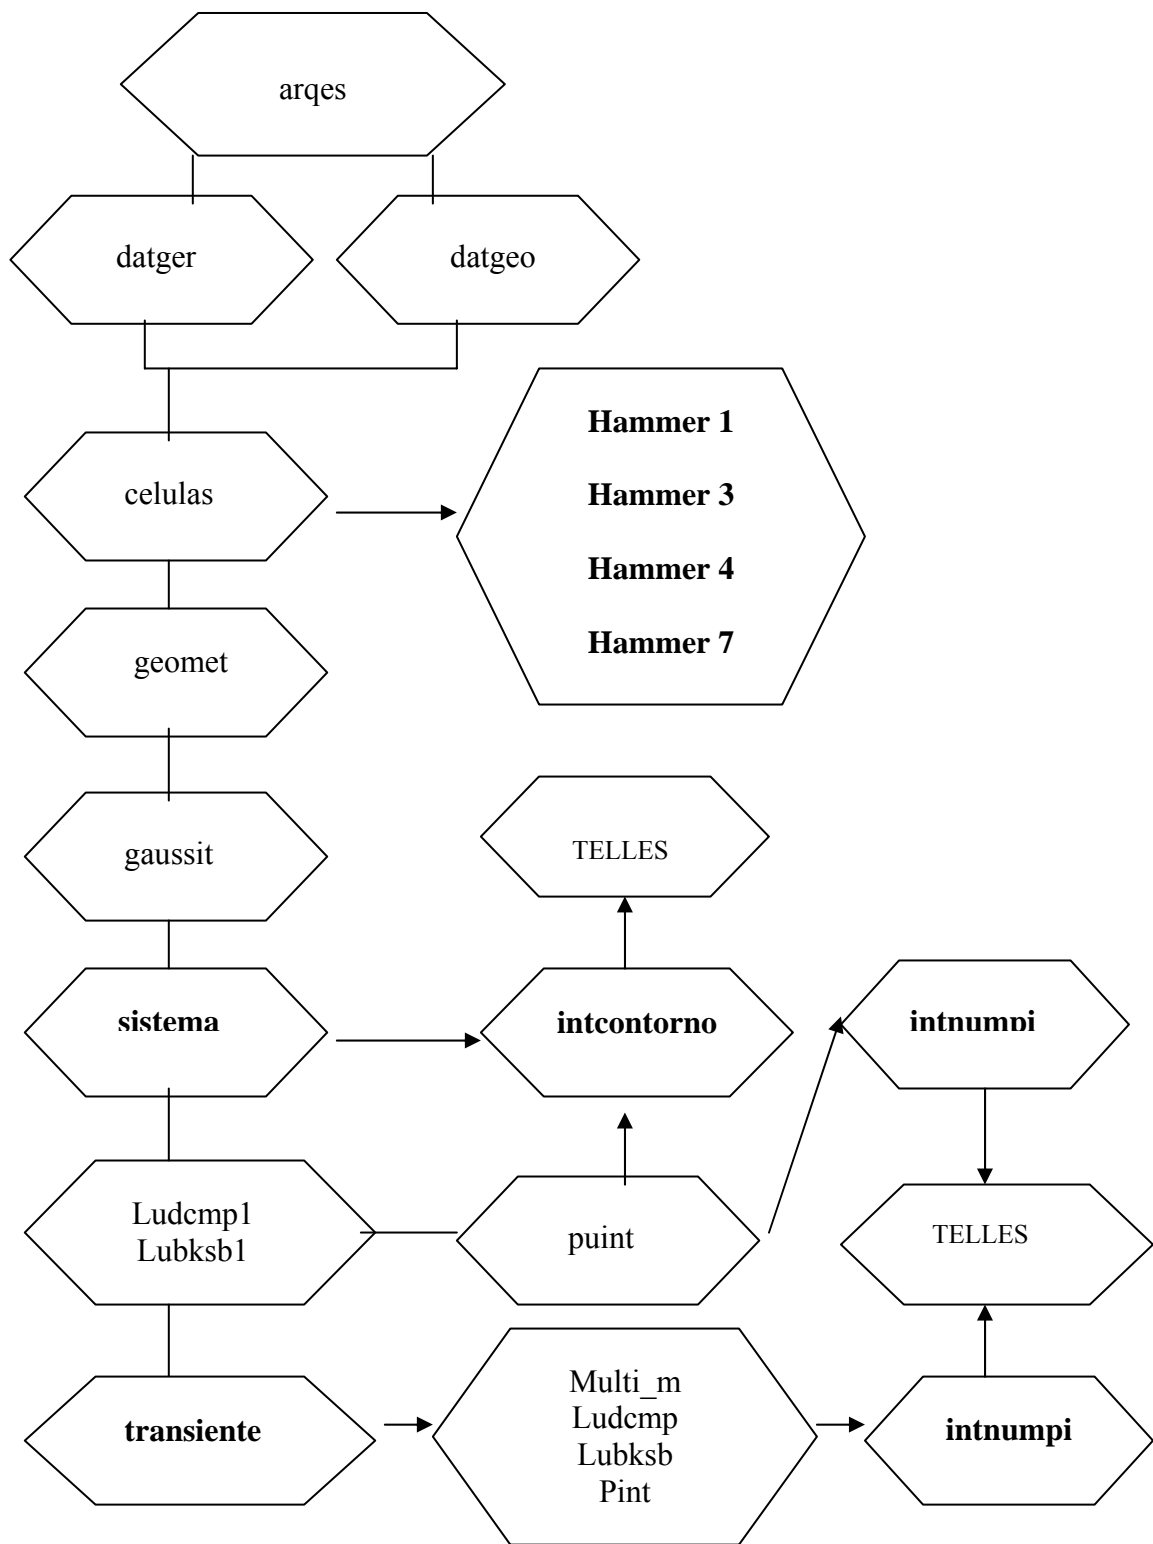 arqes
datger
datgeo
celulas
Hammer 1
Hammer 3
Hammer 4
Hammer 7
geomet
gaussit
TELLES
sistema
intcontorno
intnumpi
Ludcmp1
Lubksb1
puint
TELLES
transiente
Multi_m
Ludcmp
Lubksb
Pint
intnumpi